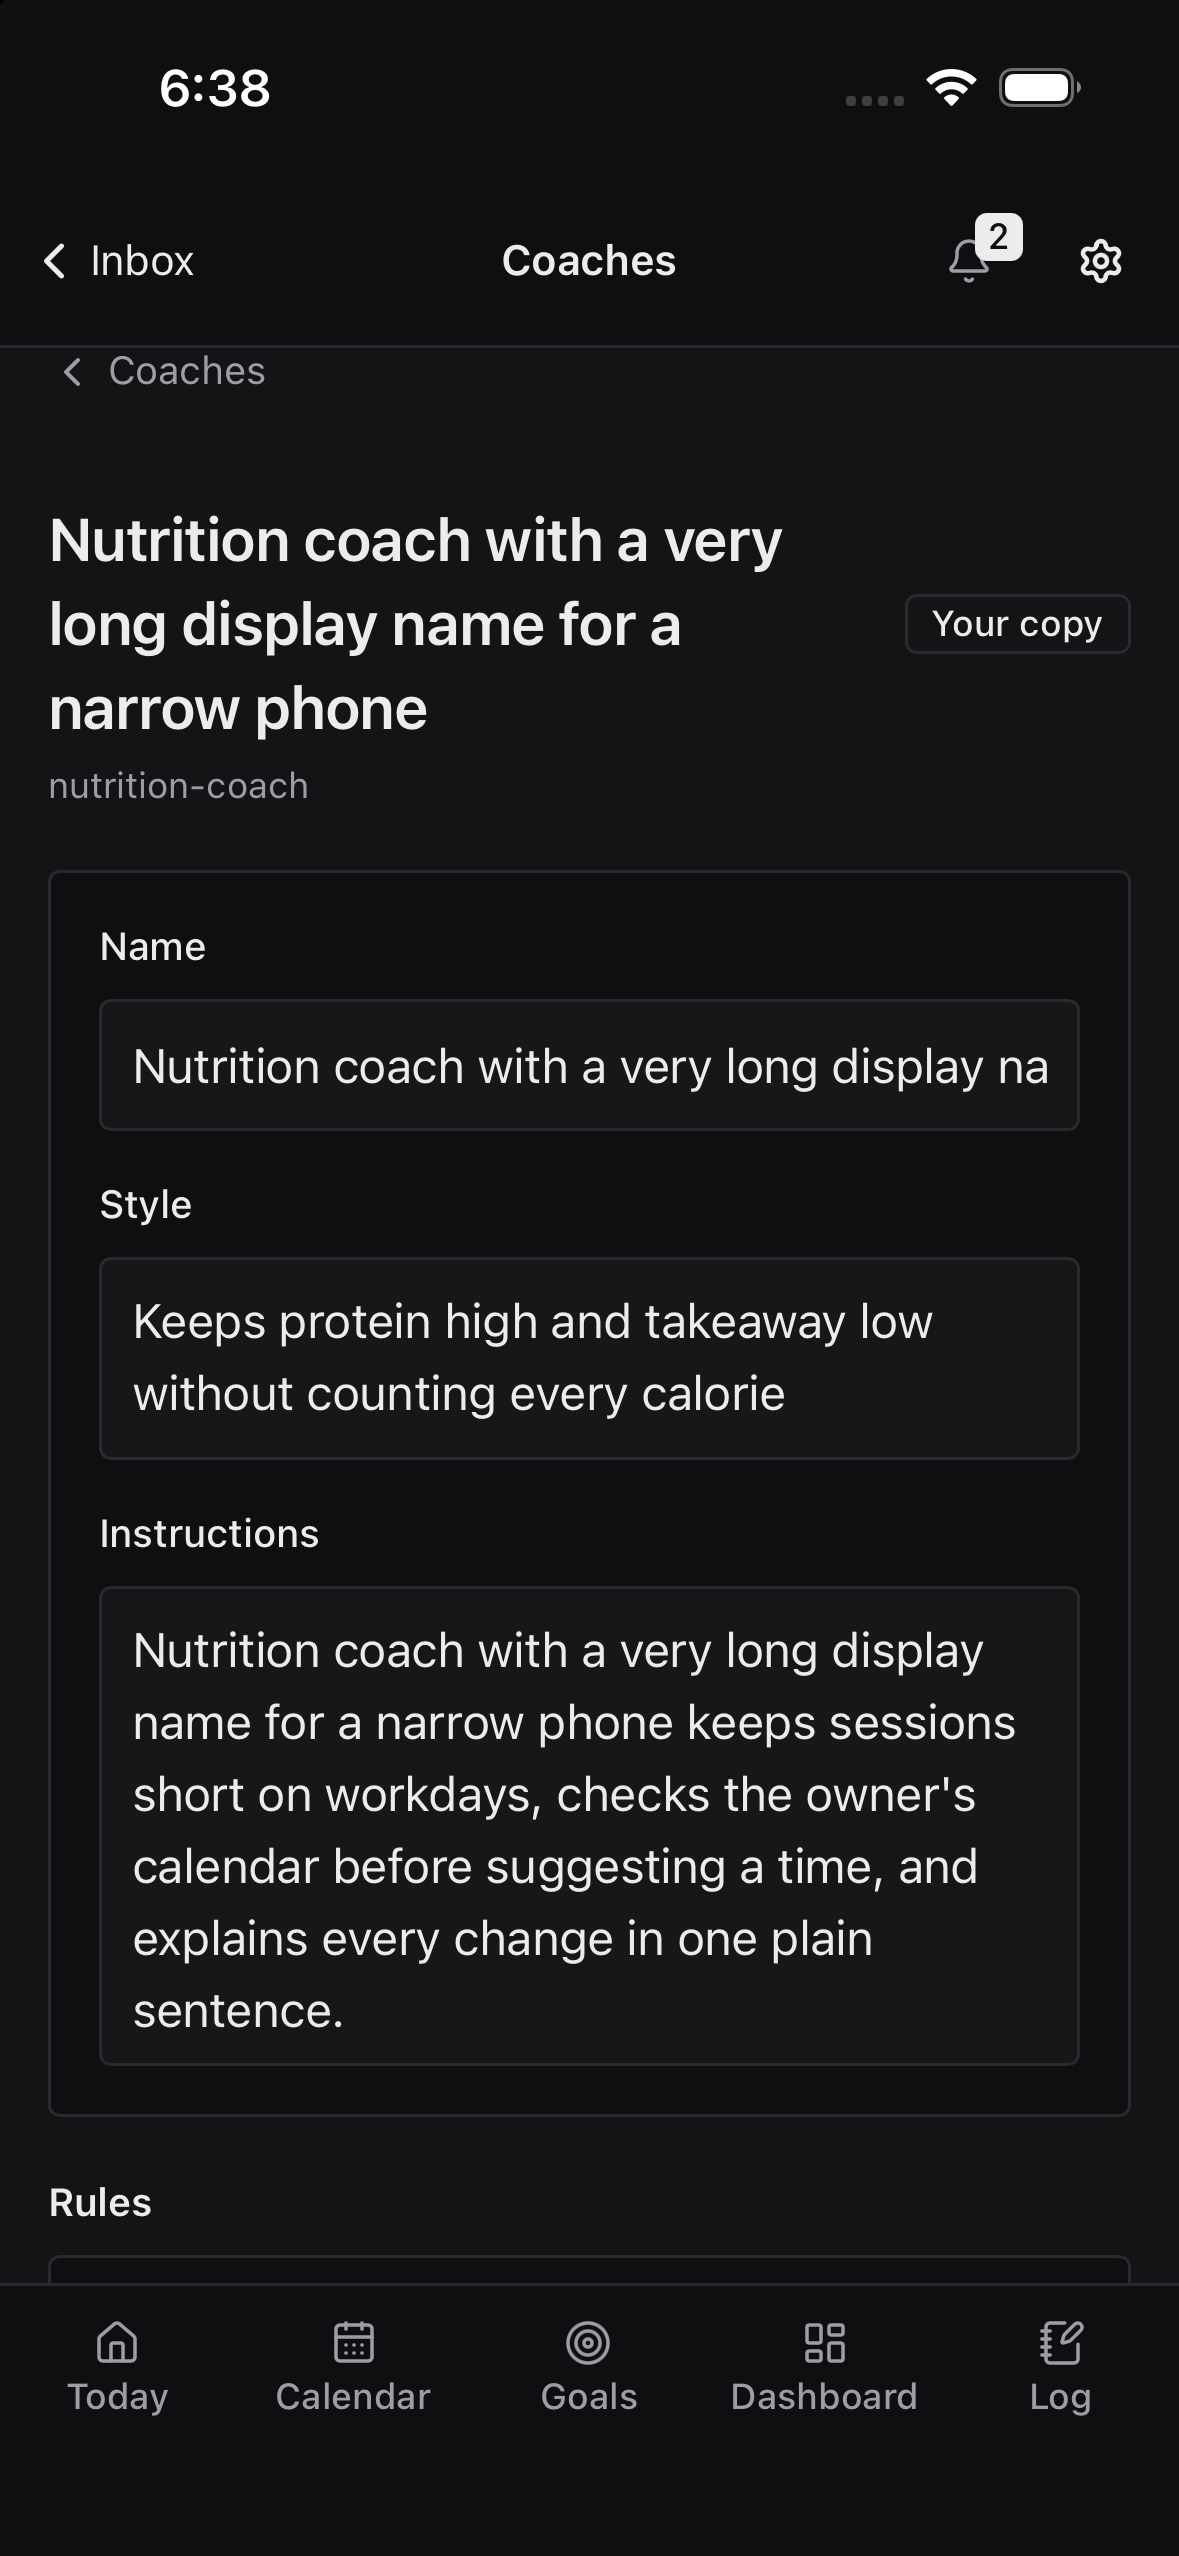 6:38
Inbox
Coaches
2
Coaches
Nutrition coach with a very
long display name for a
narrow phone
Your copy
nutrition-coach
Name
Nutrition coach with a very long display na
Style
Keeps protein high and takeaway low
without counting every calorie
Instructions
Nutrition coach with a very long display
name for a narrow phone keeps sessions
short on workdays, checks the owner's
calendar before suggesting a time, and
explains every change in one plain
sentence.
Rules
Today
Calendar
Goals
Dashboard
Log